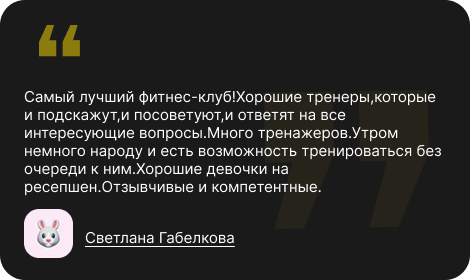 Самый лучший фитнес-клуб!Хорошие тренеры,которые
и подскажут,и посоветуют,и ответят на все
интересующие вопросы.Много тренажеров.Утром
немного народу и есть возможность тренироваться без
очереди к ним.Хорошие девочки на
ресепшен.Отзывчивые и компетентные.
Светлана Габелкова